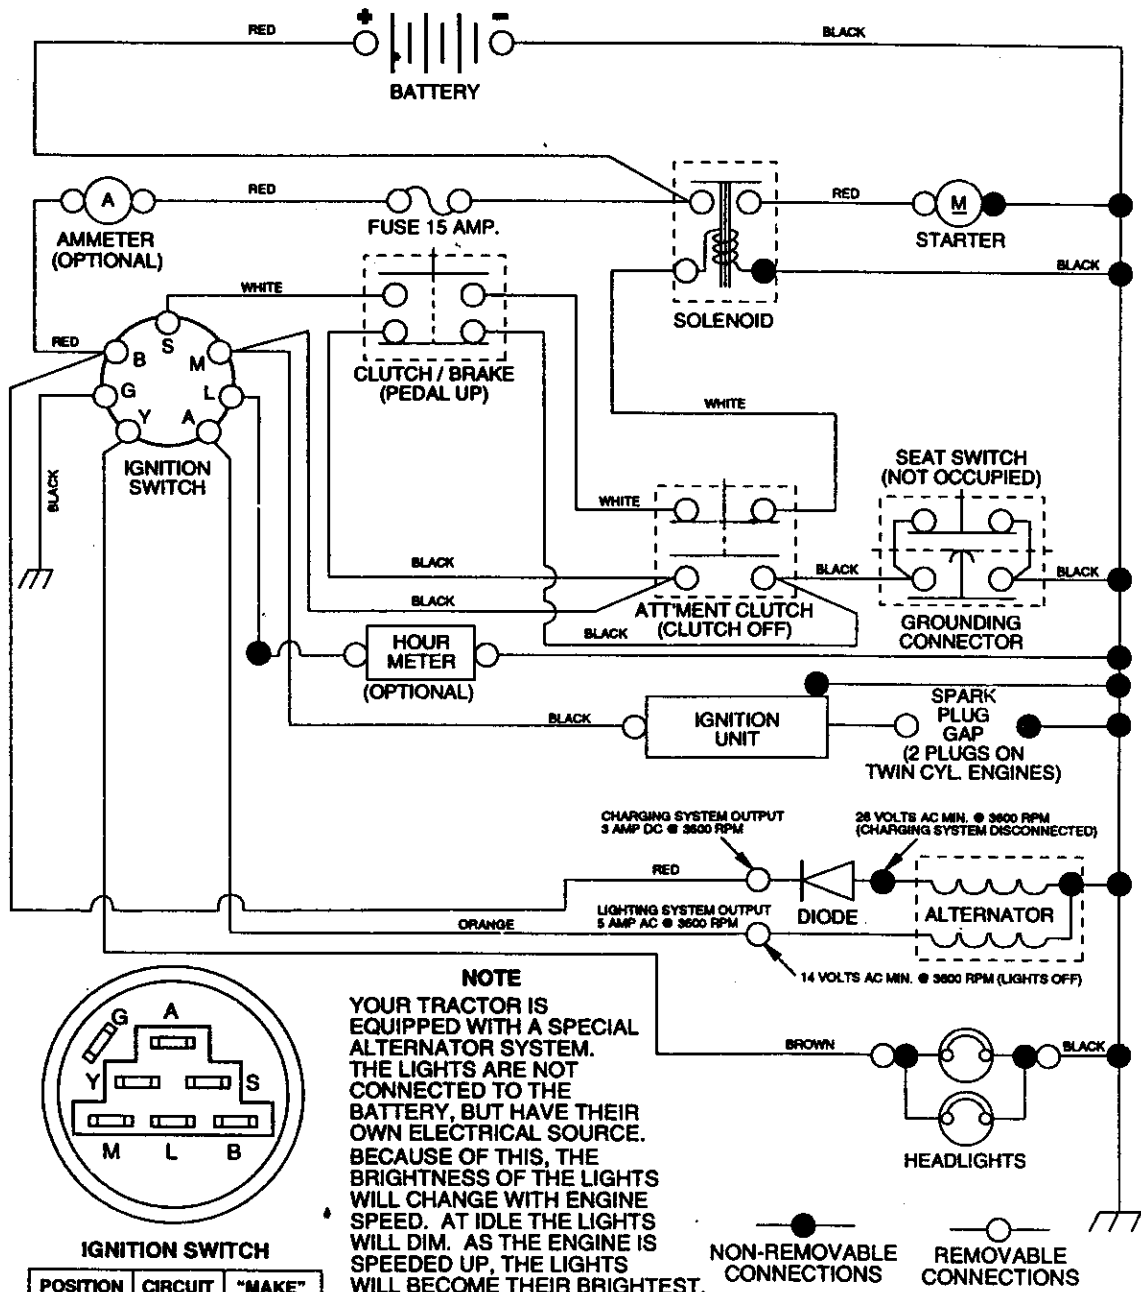 +
-
RED
BLACK
BATTERY
RED
A
AMMETER
(OPTIONAL)
RED
FUSE 15 AMP.
SOLENOID
RED
M
STARTER
BLACK
WHITE
CLUTCH / BRAKE
(PEDAL UP)
S
B
M
G
L
Y
A
IGNITION
SWITCH
BLACK
WHITE
WHITE
SEAT SWITCH
(NOT OCCUPIED)
BLACK
BLACK
BLACK
BLACK
BLACK
ATT'MENT CLUTCH
(CLUTCH OFF)
GROUNDING
CONNECTOR
HOUR
METER
(OPTIONAL)
BLACK
IGNITION
UNIT
SPARK
PLUG
GAP
(2 PLUGS ON
TWIN CYL. ENGINES)
CHARGING SYSTEM OUTPUT
3 AMP DC @ 3600 RPM
28 VOLTS AC MIN. @ 3600 RPM
(CHARGING SYSTEM DISCONNECTED)
RED
DIODE
ALTERNATOR
ORANGE
LIGHTING SYSTEM OUTPUT
5 AMP AC @ 3600 RPM
14 VOLTS AC MIN. @ 3600 RPM (LIGHTS OFF)
BROWN
BLACK
HEADLIGHTS
G
A
Y
S
M
L
B
IGNITION SWITCH
POSITION CIRCUIT "MAKE"
NOTE
YOUR TRACTOR IS
EQUIPPED WITH A SPECIAL
ALTERNATOR SYSTEM.
THE LIGHTS ARE NOT
CONNECTED TO THE
BATTERY, BUT HAVE THEIR
OWN ELECTRICAL SOURCE.
BECAUSE OF THIS, THE
BRIGHTNESS OF THE LIGHTS
WILL CHANGE WITH ENGINE
SPEED. AT IDLE THE LIGHTS
WILL DIM. AS THE ENGINE IS
SPEEDED UP, THE LIGHTS
WILL BECOME THEIR BRIGHTEST.
NON-REMOVABLE
CONNECTIONS
REMOVABLE
CONNECTIONS